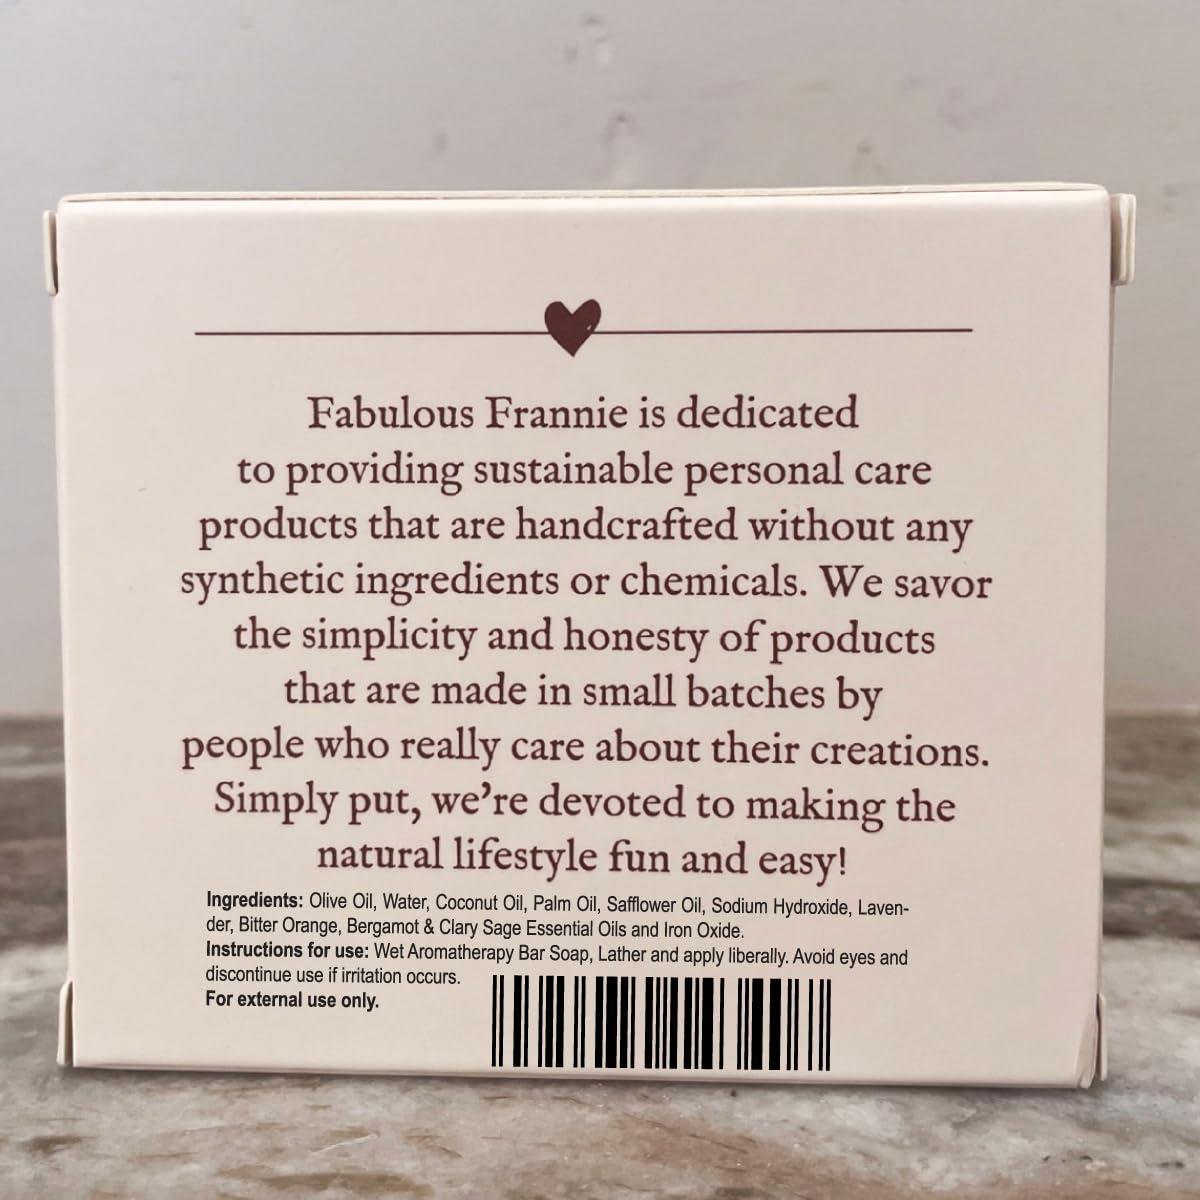 Fabulous Frannie is dedicated
to providing sustainable personal care
products that are handcrafted without any
synthetic ingredients or chemicals. We savor
the simplicity and honesty of products
that are made in small batches by
people who really care about their creations.
Simply put, we're devoted to making the
natural lifestyle fun and easy!
Ingredients: Olive Oil, Water, Coconut Oil, Palm Oil, Safflower Oil, Sodium Hydroxide, Laven-
der, Bitter Orange, Bergamot & Clary Sage Essential Oils and Iron Oxide.
Instructions for use: Wet Aromatherapy Bar Soap, Lather and apply liberally. Avoid eyes and
discontinue use if irritation occurs.
For external use only.